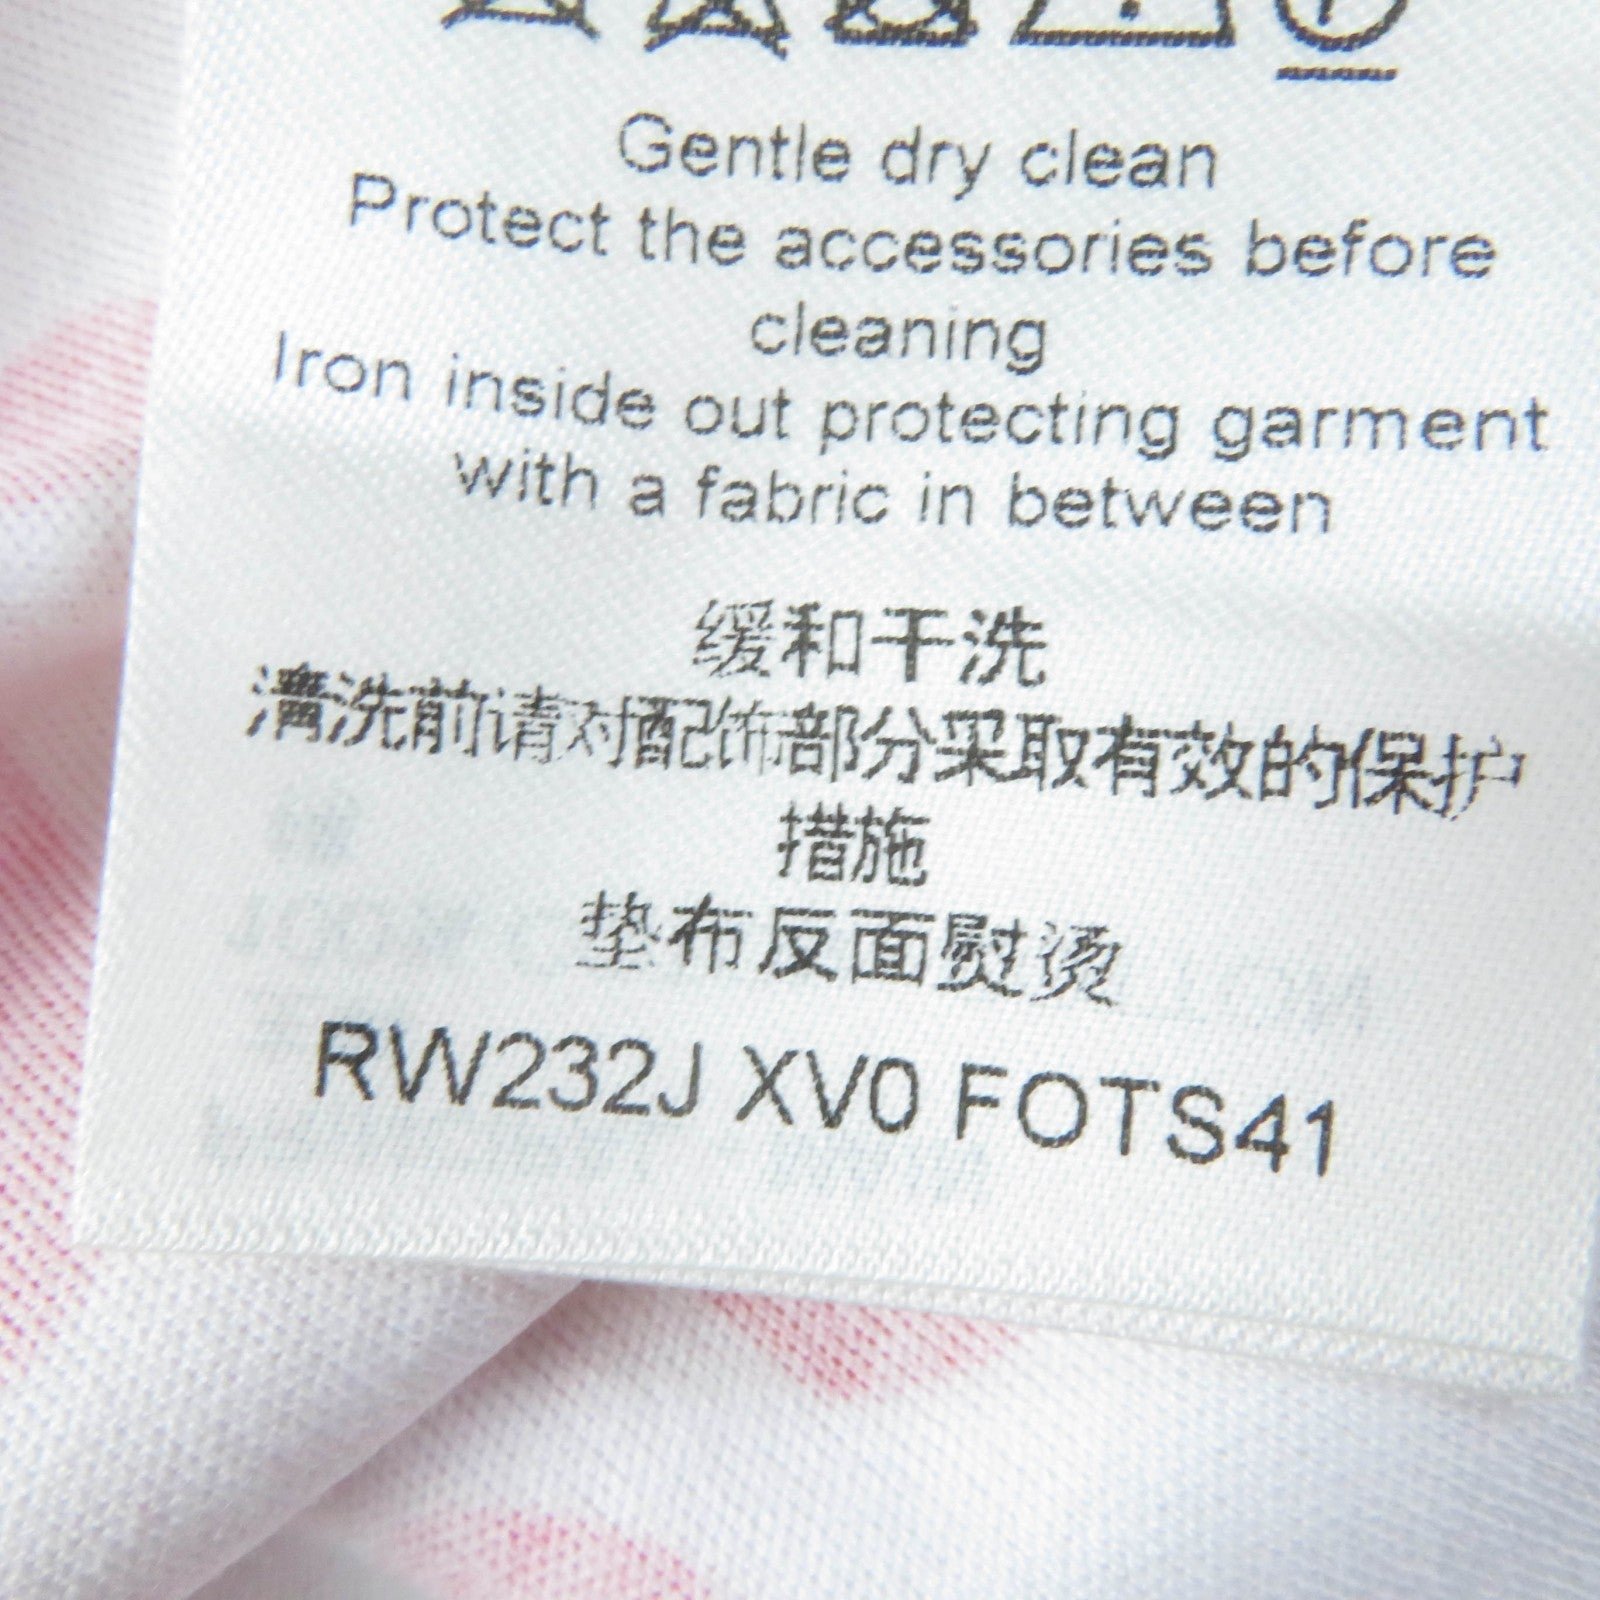 Gentle dry clean
Protect the accessories before
cleaning
Iron inside out protecting garment
with a fabric in between
缓和干洗
清洗前请对配饰部分采取有效的保护
措施
垫布反面熨烫
RW232J XV0 FOTS41